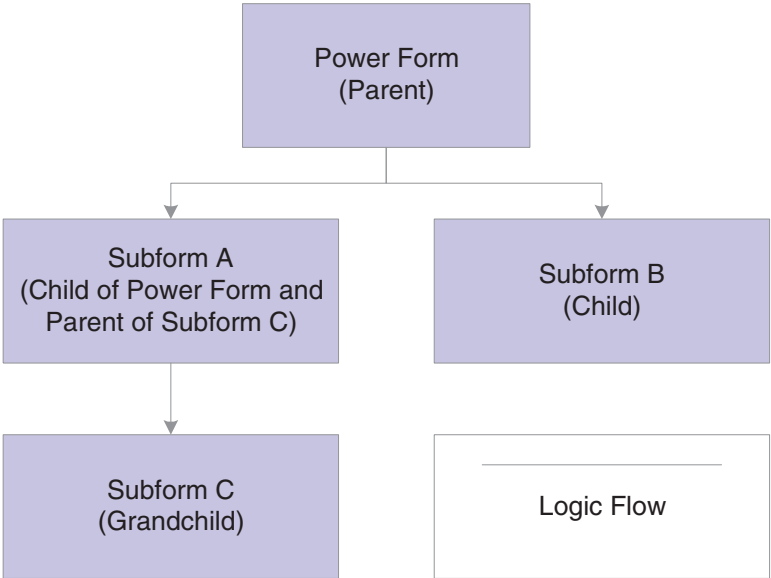 Power Form
(Parent)
Subform A
(Child of Power Form and
Parent of Subform C)
Subform B
(Child)
Subform C
(Grandchild)
Logic Flow